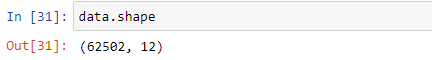 In [31]: data.shape
Out[31]: (62502, 12)